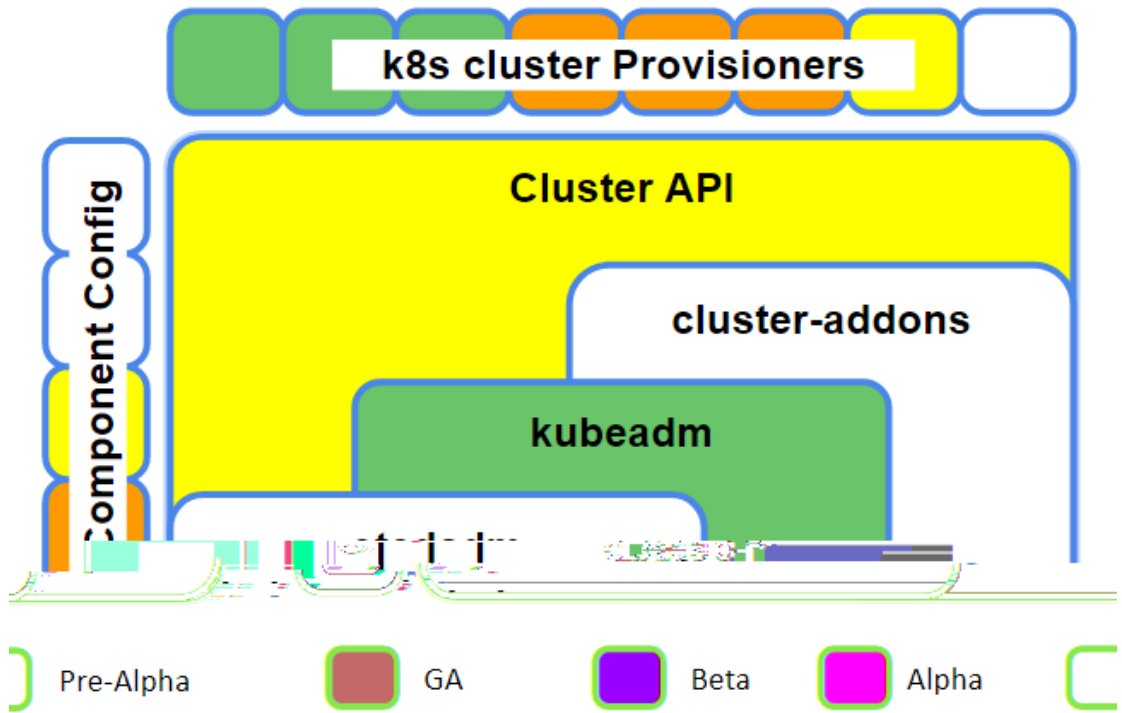 k8s cluster Provisioners
Cluster API
Component Config
cluster-addons
kubeadm
Pre-Alpha
GA
Beta
Alpha